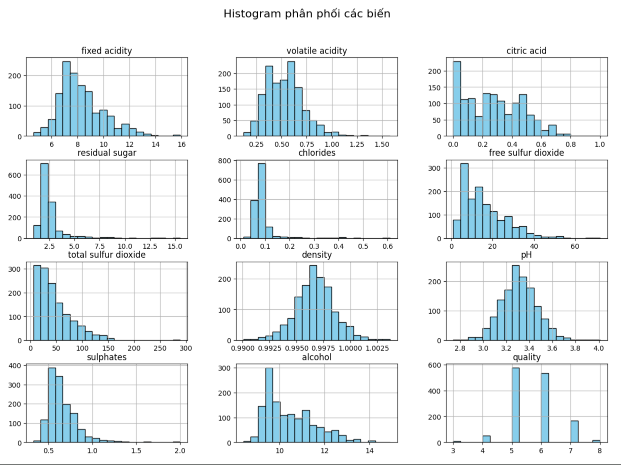 Histogram phân phối các biến
fixed acidity volatile acidity citric acid
200 100 0
6 8 10 12 14 16
200 150 100 50 0
0.25 0.50 0.75 1.00 1.25 1.50
200 150 100 50 0
0.0 0.2 0.4 0.6 0.8 1.0
residual sugar chlorides free sulfur dioxide
600 400 200 0
2.5 5.0 7.5 10.0 12.5 15.0
800 600 400 200 0
0.0 0.1 0.2 0.3 0.4 0.5 0.6
300 200 100 0
0 20 40 60
total sulfur dioxide density pH
300 200 100 0
0 50 100 150 200 250 300
200 100 0
0.9900 0.9925 0.9950 0.9975 1.0000 1.0025
200 100 0
2.8 3.0 3.2 3.4 3.6 3.8 4.0
sulphates alcohol quality
400 300 200 100 0
0.5 1.0 1.5 2.0
300 200 100 0
10 12 14
600 400 200 0
3 4 5 6 7 8